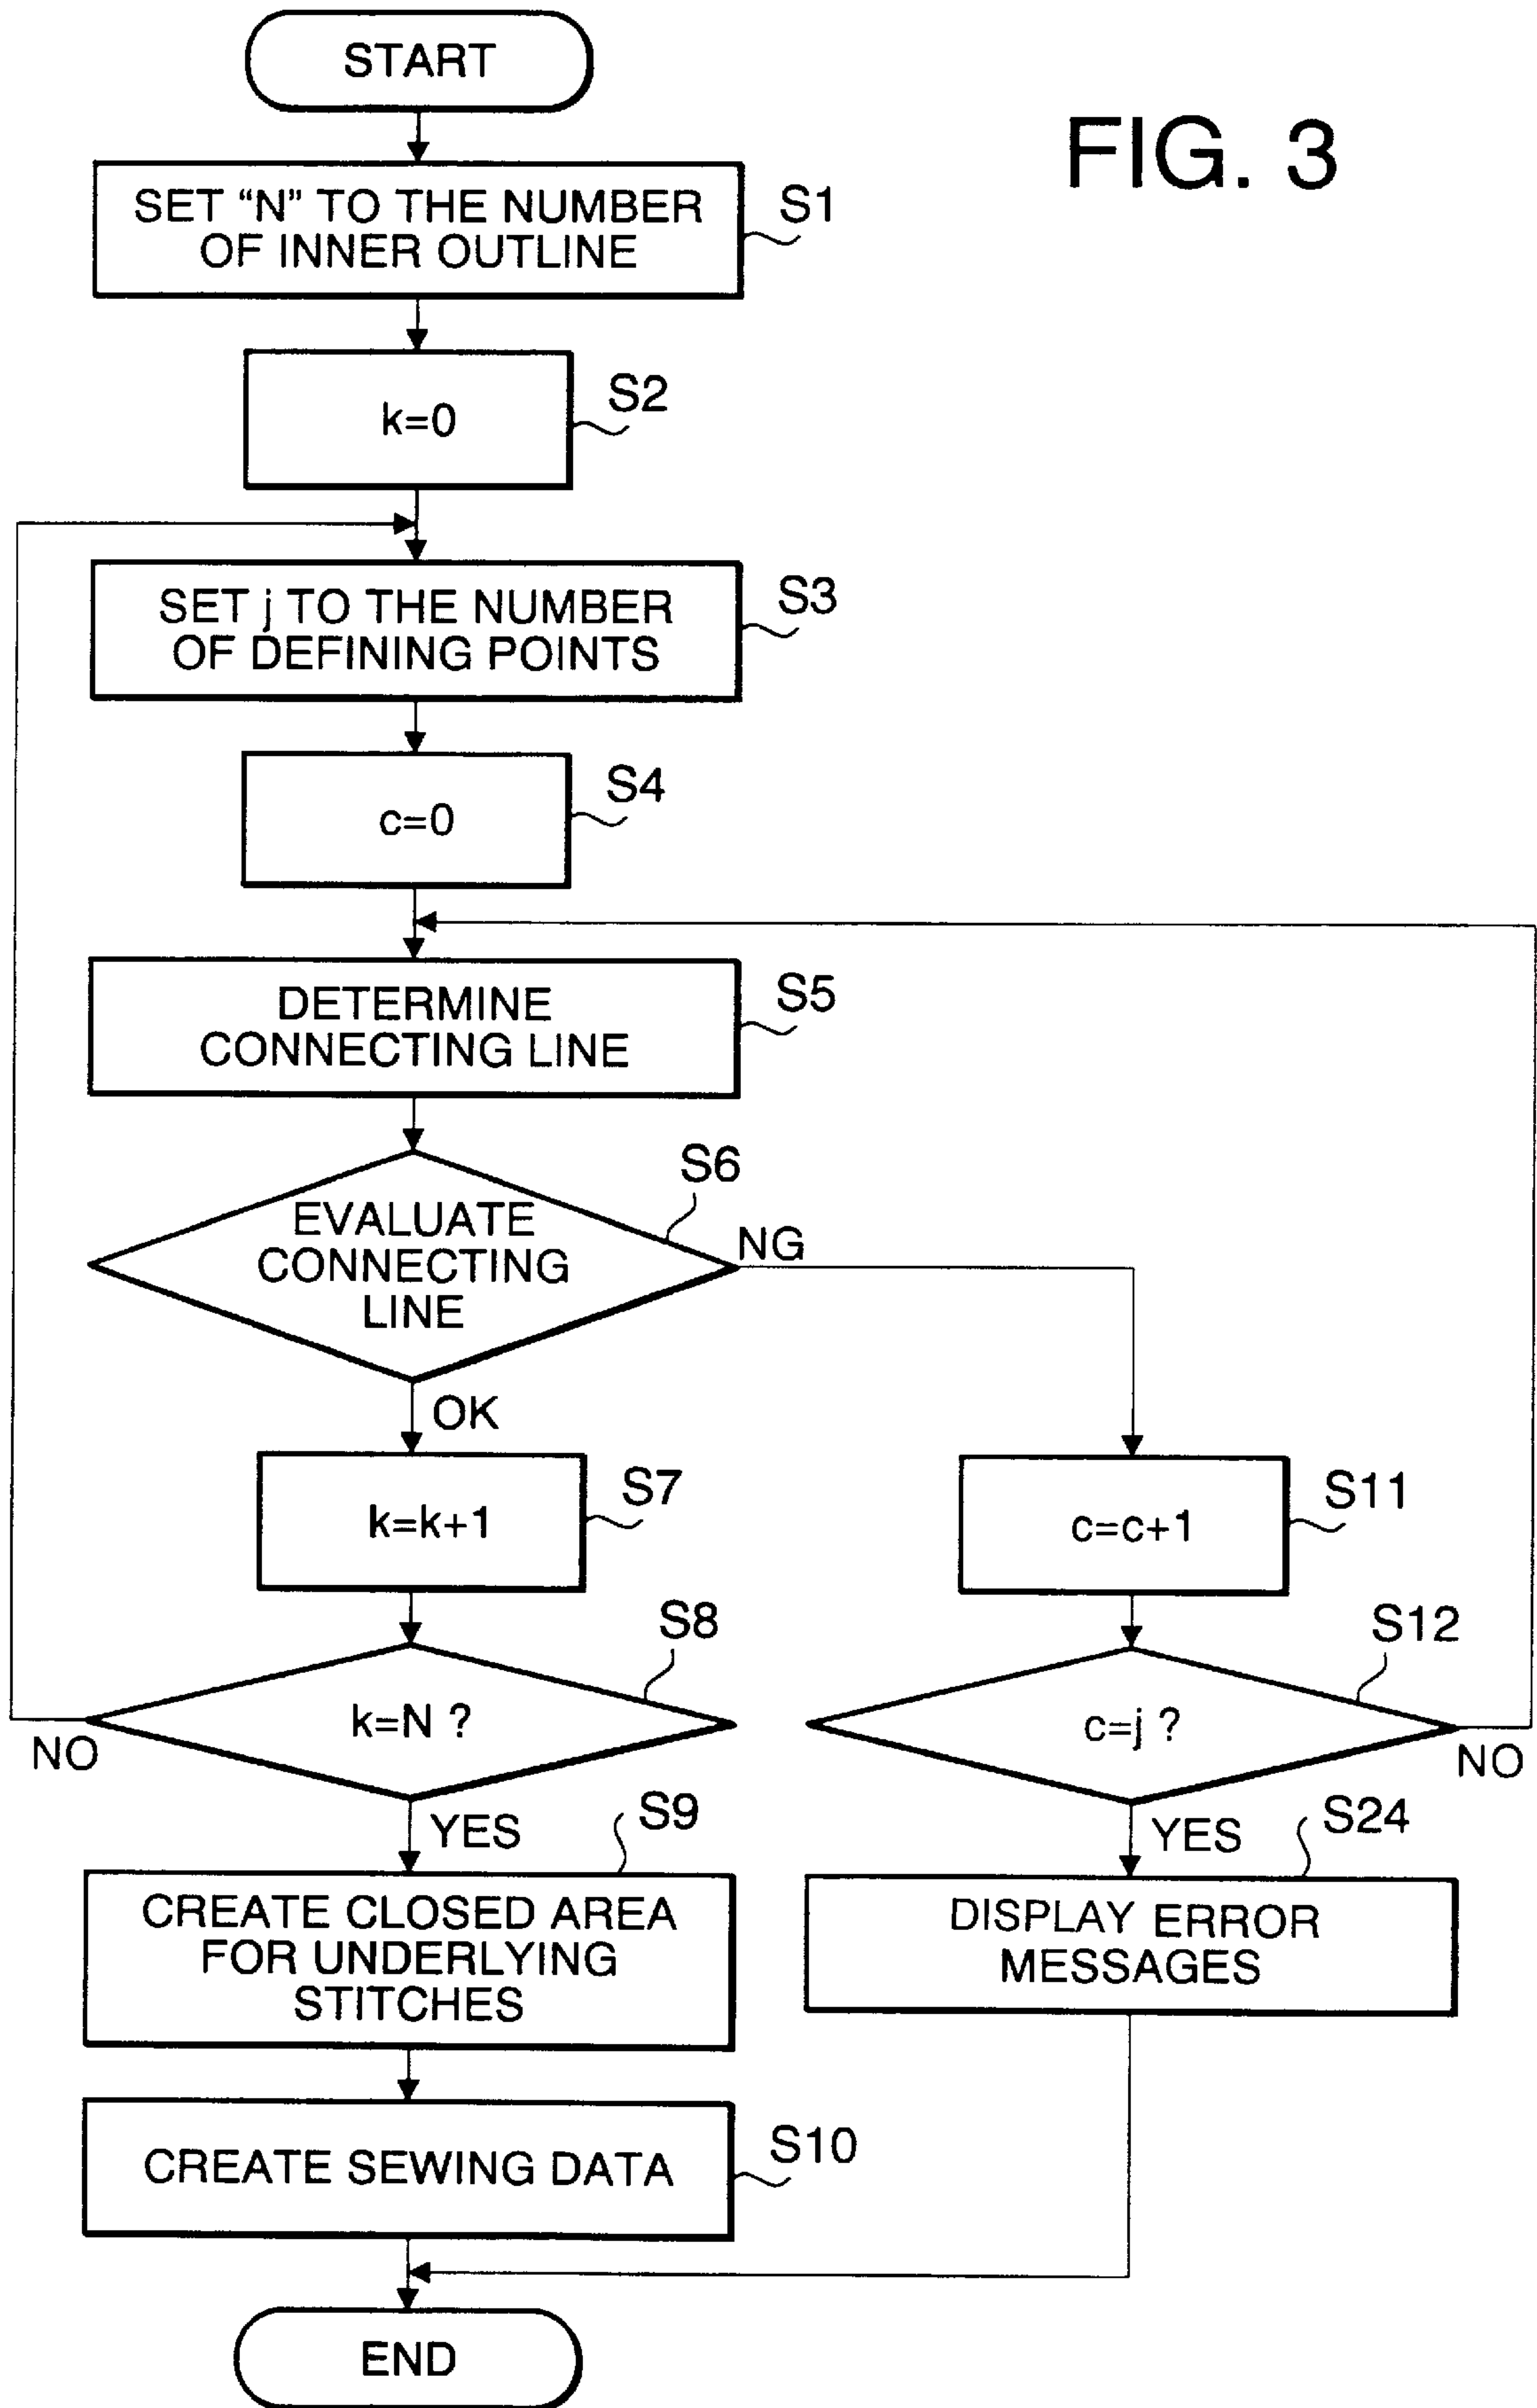 START
FIG. 3
SET “N” TO THE NUMBER
OF INNER OUTLINE
S1
k=0
S2
SET j TO THE NUMBER
OF DEFINING POINTS
S3
c=0
S4
DETERMINE
CONNECTING LINE
S5
EVALUATE
CONNECTING
LINE
S6
NG
OK
k=k+1
S7
c=c+1
S11
k=N ?
S8
NO
YES
c=j ?
S12
NO
YES
CREATE CLOSED AREA
FOR UNDERLYING
STITCHES
S9
DISPLAY ERROR
MESSAGES
S24
CREATE SEWING DATA
S10
END